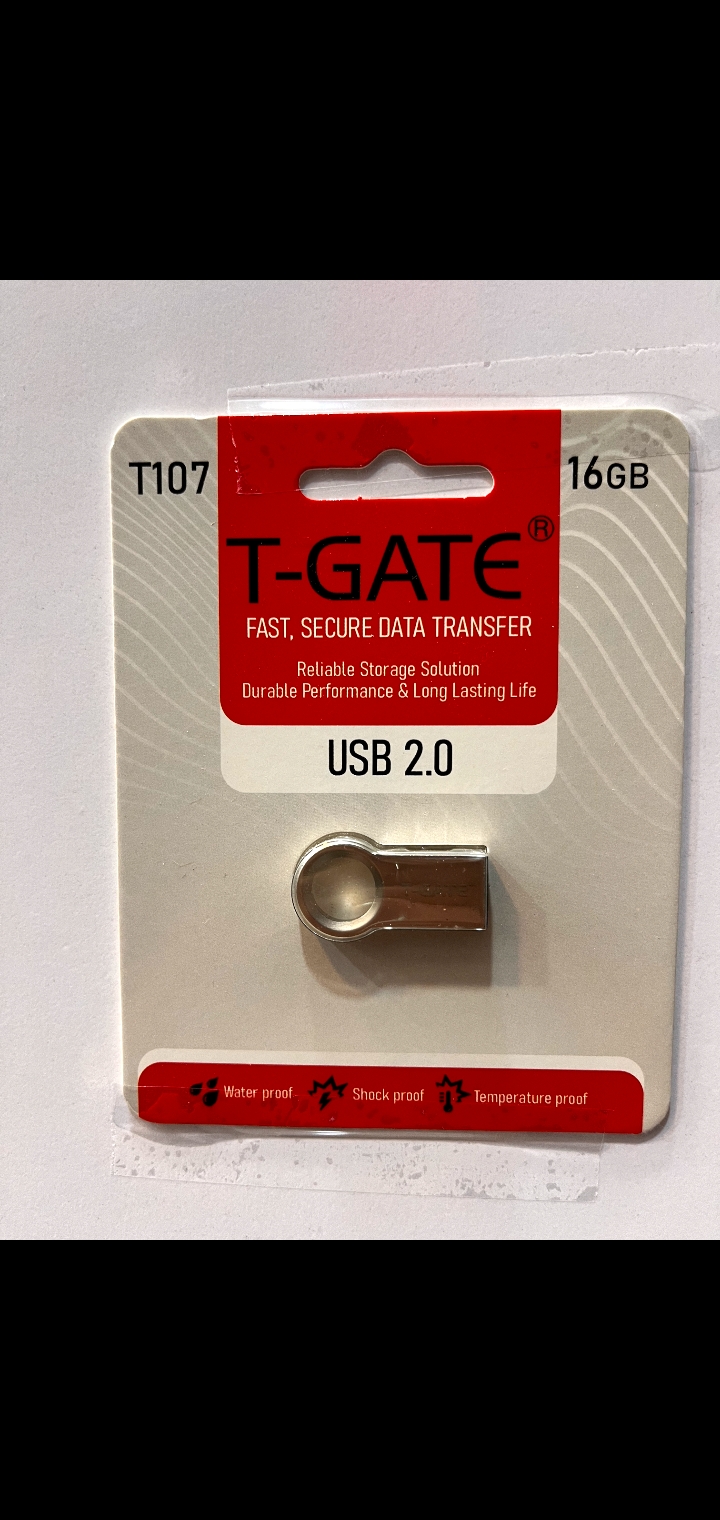 T107
16GB
T-GATE®
FAST, SECURE DATA TRANSFER
Reliable Storage Solution
Durable Performance & Long Lasting Life
USB 2.0
Water proof
Shock proof
Temperature proof